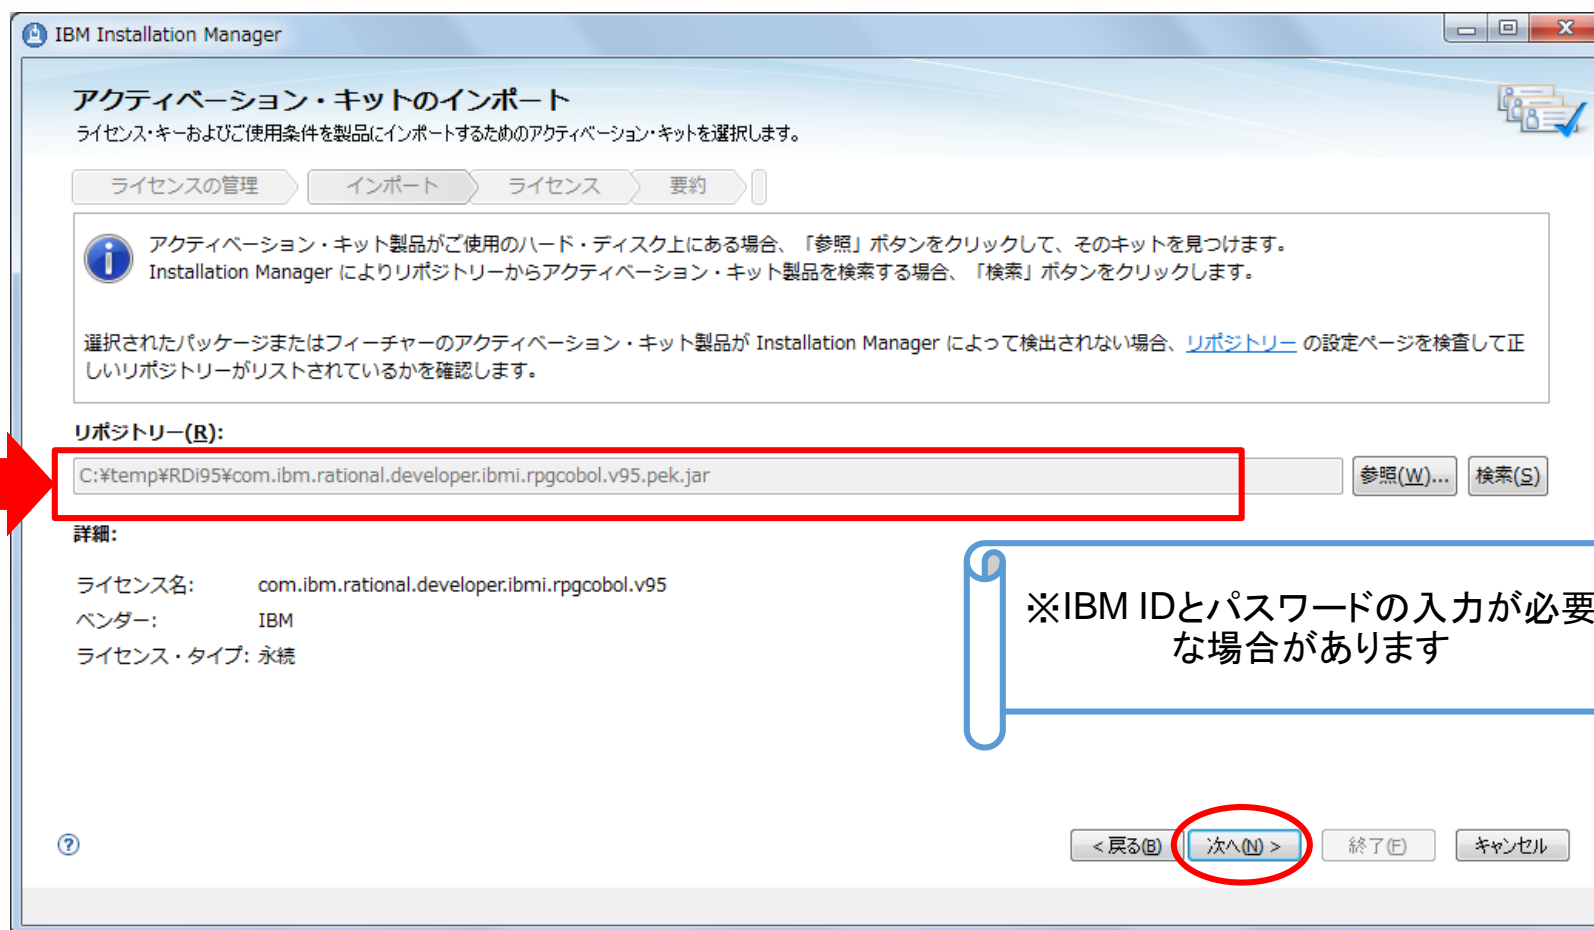 IBM Installation Manager
アクティベーション・キットのインポート
ライセンス・キーおよびご使用条件を製品にインポートするためのアクティベーション・キットを選択します。
ライセンスの管理 インポート ライセンス 要約
アクティベーション・キット製品がご使用のハード・ディスク上にある場合、「参照」ボタンをクリックして、そのキットを見つけます。
Installation Manager によりリポジトリーからアクティベーション・キット製品を検索する場合、「検索」ボタンをクリックします。
選択されたパッケージまたはフィーチャーのアクティベーション・キット製品が Installation Manager によって検出されない場合、リポジトリー の設定ページを検査して正
しいリポジトリーがリストされているかを確認します。
リポジトリー(R):
C:¥temp¥RDi95¥com.ibm.rational.developer.ibmi.rpgcobol.v95.pek.jar 参照(W)... 検索(S)
詳細:
ライセンス名: com.ibm.rational.developer.ibmi.rpgcobol.v95
ベンダー: IBM
ライセンス・タイプ: 永続
※IBM IDとパスワードの入力が必要
な場合があります
< 戻る(B) 次へ(N) > 終了(F) キャンセル